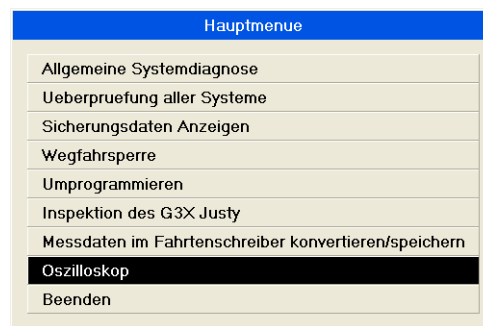 Hauptmenue
Allgemeine Systemdiagnose
Ueberpruefung aller Systeme
Sicherungsdaten Anzeigen
Wegfahrsperre
Umprogrammieren
Inspektion des G3X Justy
Messdaten im Fahrtenschreiber konvertieren/speichern
Oszilloskop
Beenden